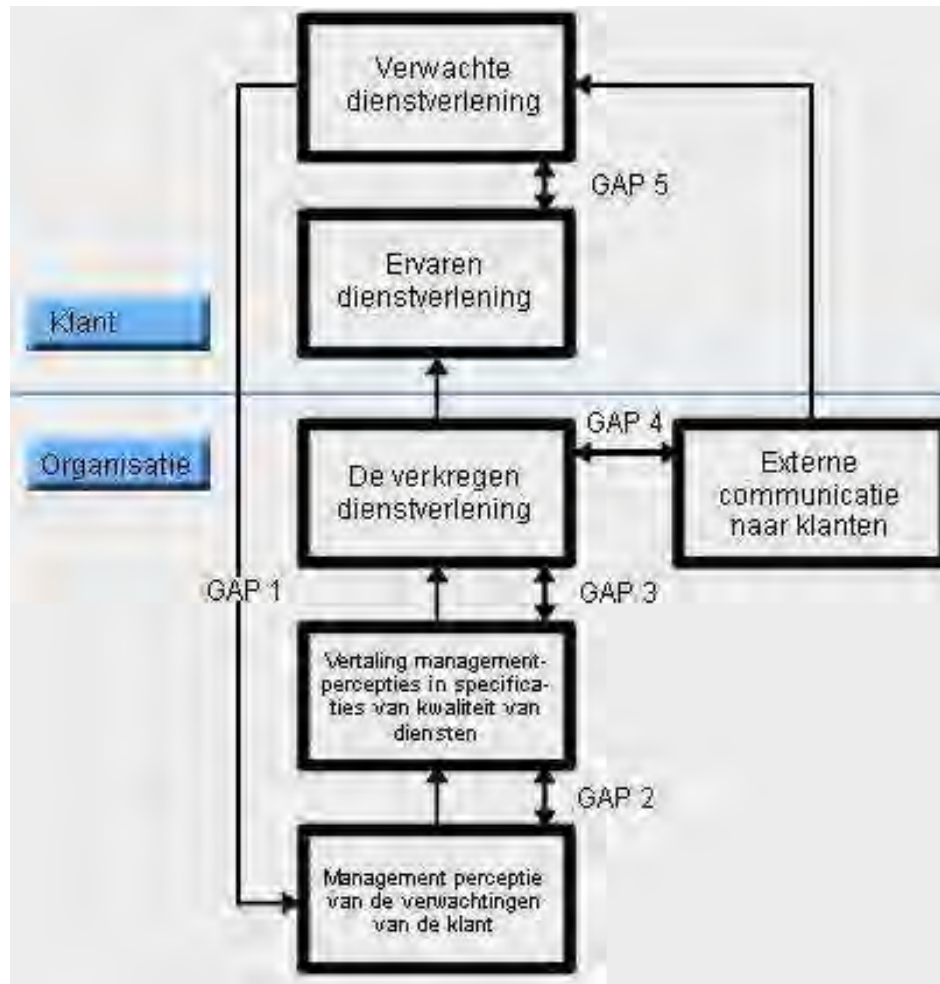 Verwachte
dienstverlening
GAP 5
Ervaren
dienstverlening
Klant
Organisatie
GAP 4
De verkregen
dienstverlening
Externe
communicatie
naar klanten
GAP 1
GAP 3
Vertaling management-
percepties in specifica-
ties van kwaliteit van
diensten
GAP 2
Management perceptie
van de verwachtingen
van de klant